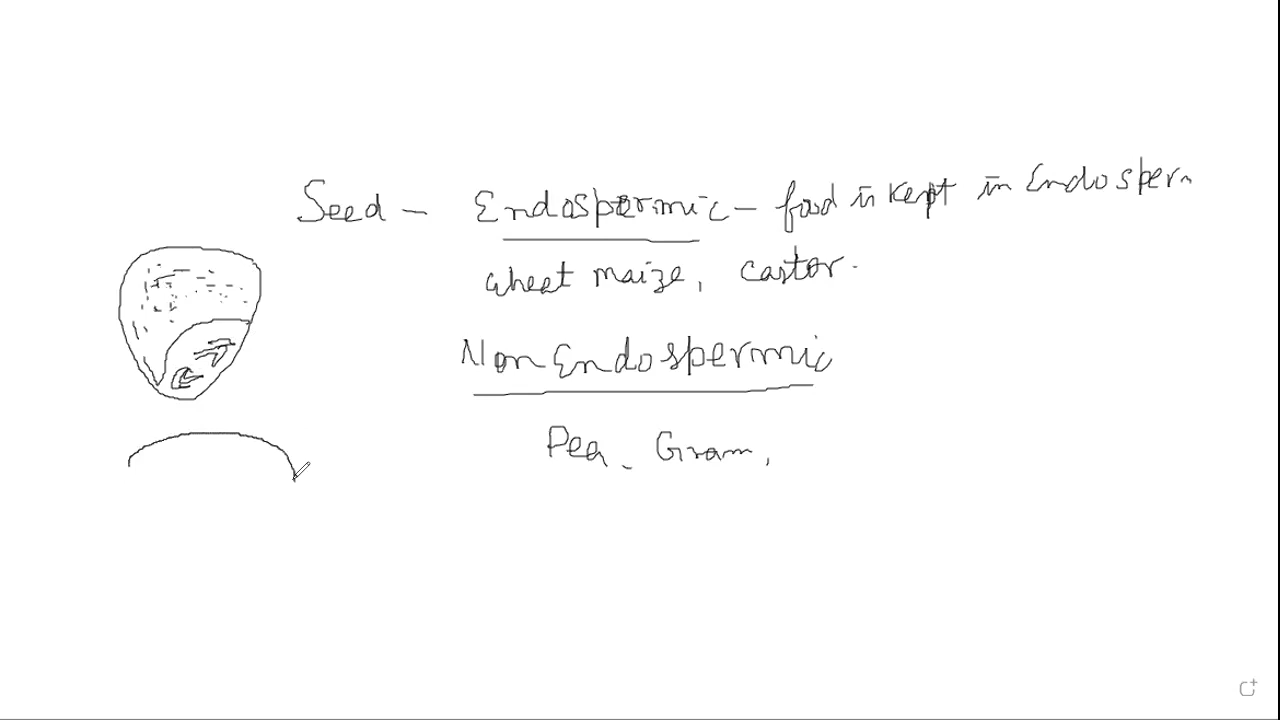 Seed - Endospermic - food is kept in Endosperm
wheat maize, castor.
Non Endospermic
Pea - Gram,